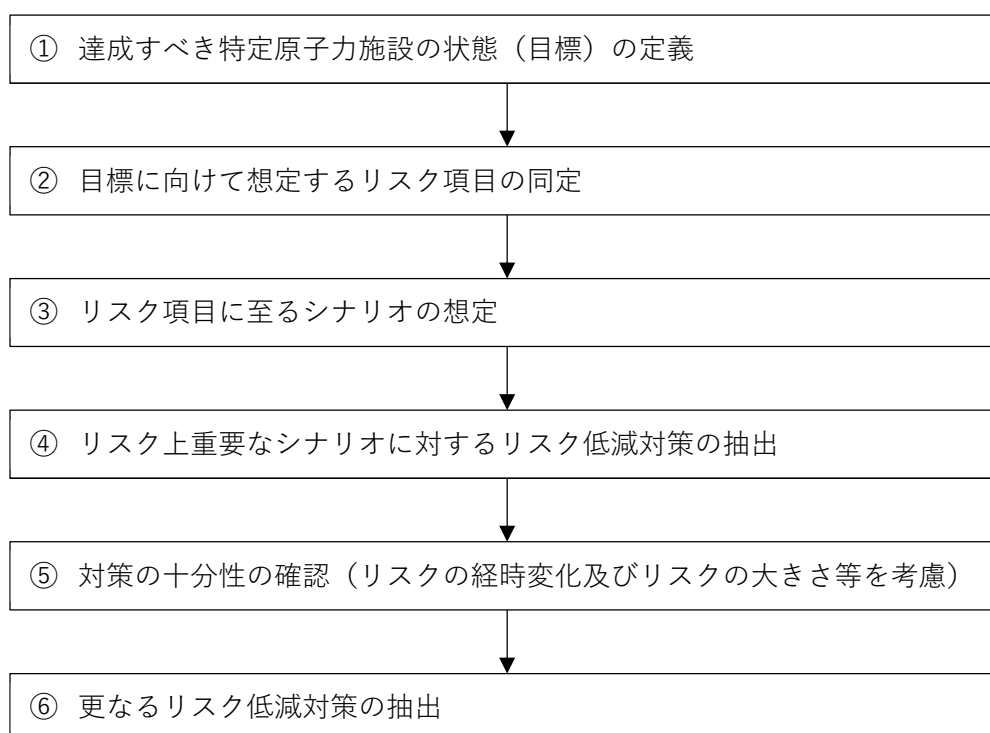 ① 達成すべき特定原子力施設の状態（目標）の定義
② 目標に向けて想定するリスク項目の同定
③ リスク項目に至るシナリオの想定
④ リスク上重要なシナリオに対するリスク低減対策の抽出
⑤ 対策の十分性の確認（リスクの経時変化及びリスクの大きさ等を考慮）
⑥ 更なるリスク低減対策の抽出